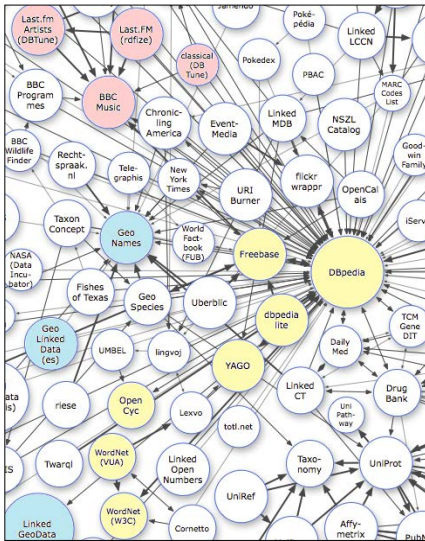 Jamendo
Last.fm
Artists
(DBTune)
Last.FM
(rdfize)
Poké-
pédia
Linked
LCCN
classical
(DB
Tune)
Pokedex
BBC
Program
mes
BBC
Music
PBAC
MARC
Codes
List
Chronic-
ling
America
Event-
Media
Linked
MDB
NSZL
Catalog
BBC
Wildlife
Finder
Recht-
spraak.
nl
Tele-
graphis
New
York
Times
URI
Burner
flickr
wrappr
OpenCal
ais
Good-
win
Family
Taxon
Concept
Geo
Names
World
Fact-
book
(FUB)
Freebase
DBpedia
iServ
NASA
(Data
Incu-
bator)
Fishes
of Texas
Geo
Species
Uberblic
dbpedia
lite
TCM
Gene
DIT
Geo
Linked
Data
(es)
UMBEL
lingvoj
YAGO
Daily
Med
Linked
CT
Drug
Bank
riese
Open
Cyc
Lexvo
totl.net
Uni
Path-
way
Twarql
WordNet
(VUA)
Linked
Open
Numbers
Taxo-
nomy
UniProt
Linked
GeoData
WordNet
(W3C)
Cornetto
UniRef
Affy-
metrix
PubM